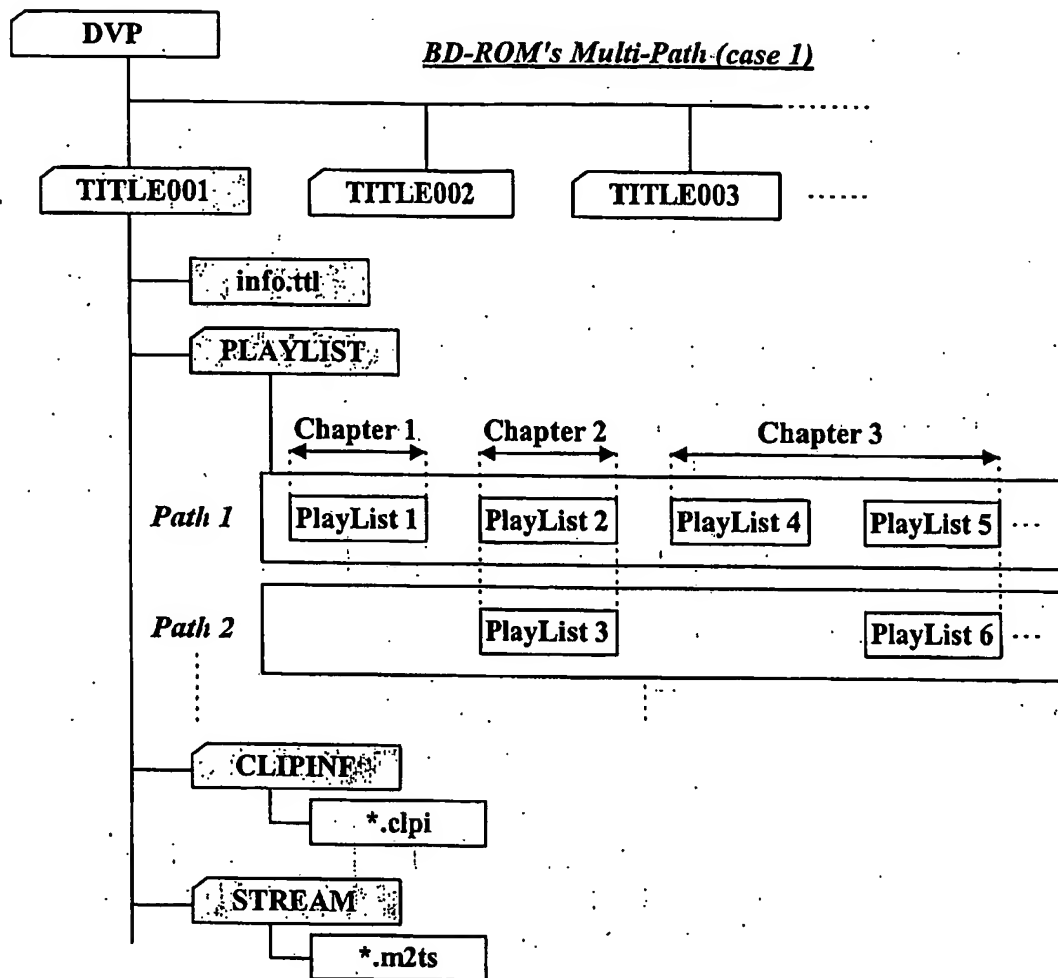 DVP
BD-ROM's Multi-Path (case 1)
TITLE001 TITLE002 TITLE003 ......
info.ttl
PLAYLIST
Chapter 1 Chapter 2 Chapter 3
Path 1 PlayList 1 PlayList 2 PlayList 4 PlayList 5 ...
Path 2 PlayList 3 PlayList 6 ...
CLIPINF
*.clpi
STREAM
*.m2ts